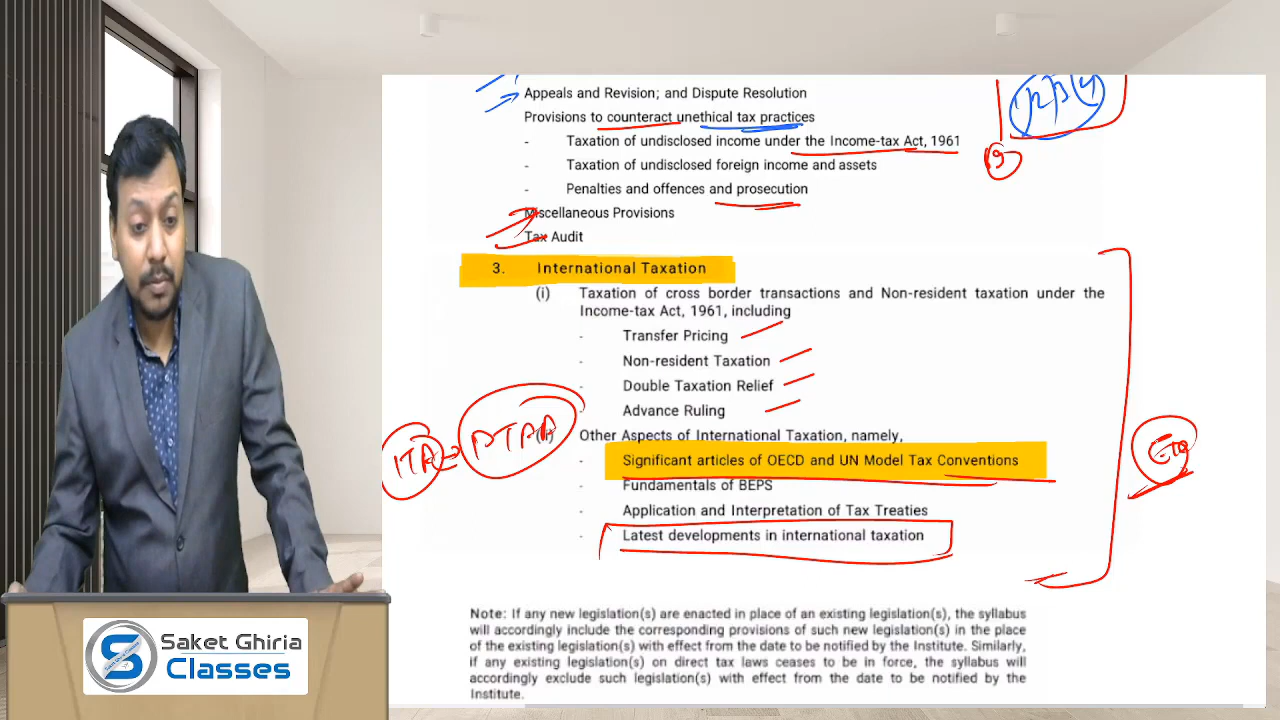 Appeals and Revision; and Dispute Resolution
Provisions to counteract unethical tax practices
- Taxation of undisclosed income under the Income-tax Act, 1961
- Taxation of undisclosed foreign income and assets
- Penalties and offences and prosecution
Miscellaneous Provisions
Tax Audit
3. International Taxation
(i) Taxation of cross border transactions and Non-resident taxation under the
Income-tax Act, 1961, including
- Transfer Pricing
- Non-resident Taxation
- Double Taxation Relief
- Advance Ruling
ITA DTAA
(ii) Other Aspects of International Taxation, namely,
- Significant articles of OECD and UN Model Tax Conventions
- Fundamentals of BEPS
- Application and Interpretation of Tax Treaties
- Latest developments in international taxation
Note: If any new legislation(s) are enacted in place of an existing legislation(s), the syllabus
will accordingly include the corresponding provisions of such new legislation(s) in the place
of the existing legislation(s) with effect from the date to be notified by the Institute. Similarly,
if any existing legislation(s) on direct tax laws ceases to be in force, the syllabus will
accordingly exclude such legislation(s) with effect from the date to be notified by the
Institute.
Saket Ghiria
Classes